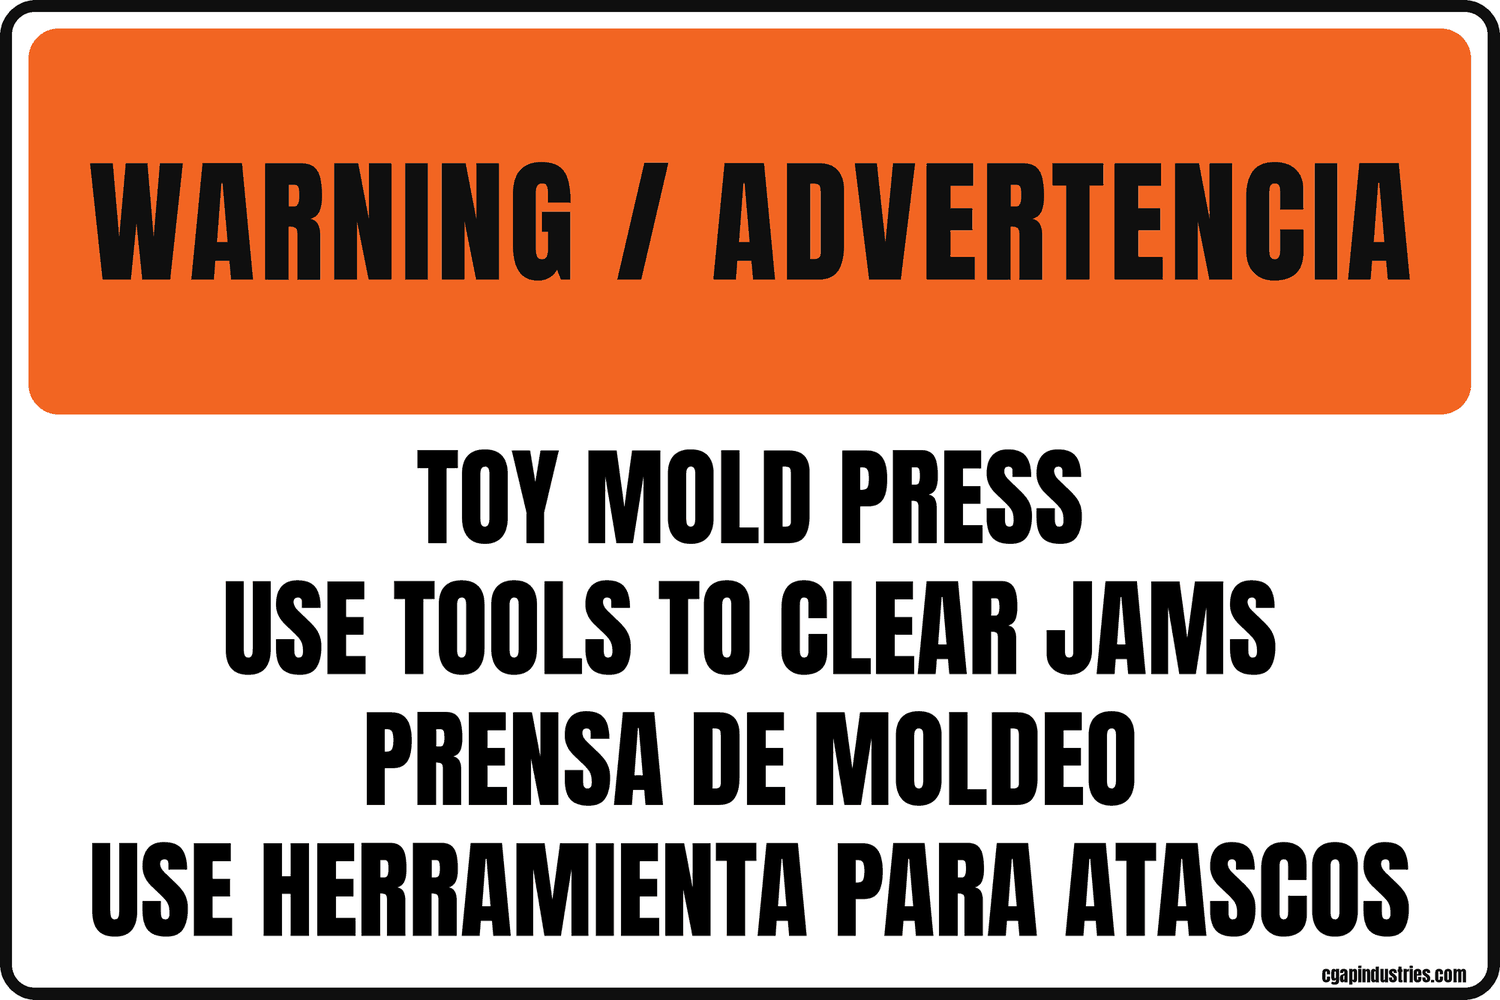 WARNING / ADVERTENCIA
TOY MOLD PRESS
USE TOOLS TO CLEAR JAMS
PRENSA DE MOLDEO
USE HERRAMIENTA PARA ATASCOS
cgapindustries.com